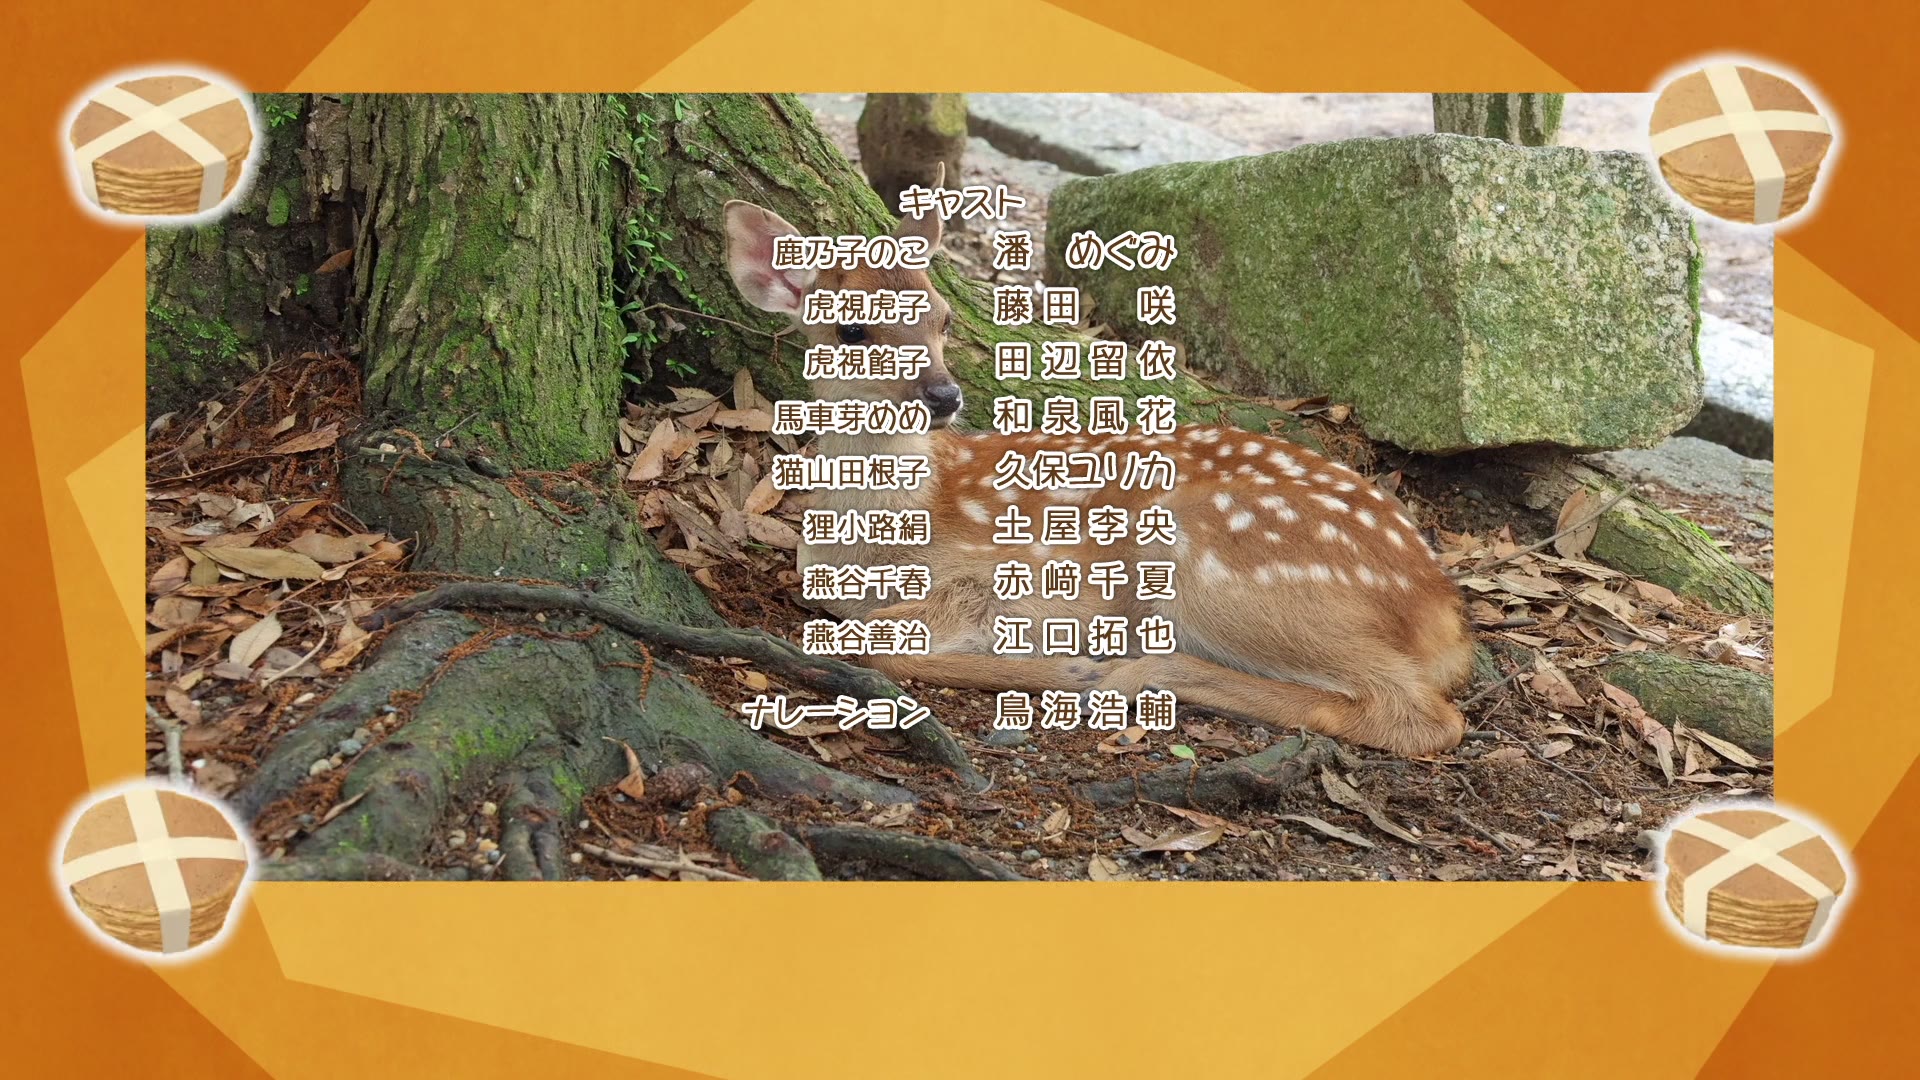 キャスト
鹿乃子のこ 潘 めぐみ
虎視虎子 藤田 咲
虎視餡子 田辺留依
馬車芽めめ 和泉風花
猫山田根子 久保ユリカ
狸小路絹 土屋李央
燕谷千春 赤﨑千夏
燕谷善治 江口拓也
ナレーション 鳥海浩輔